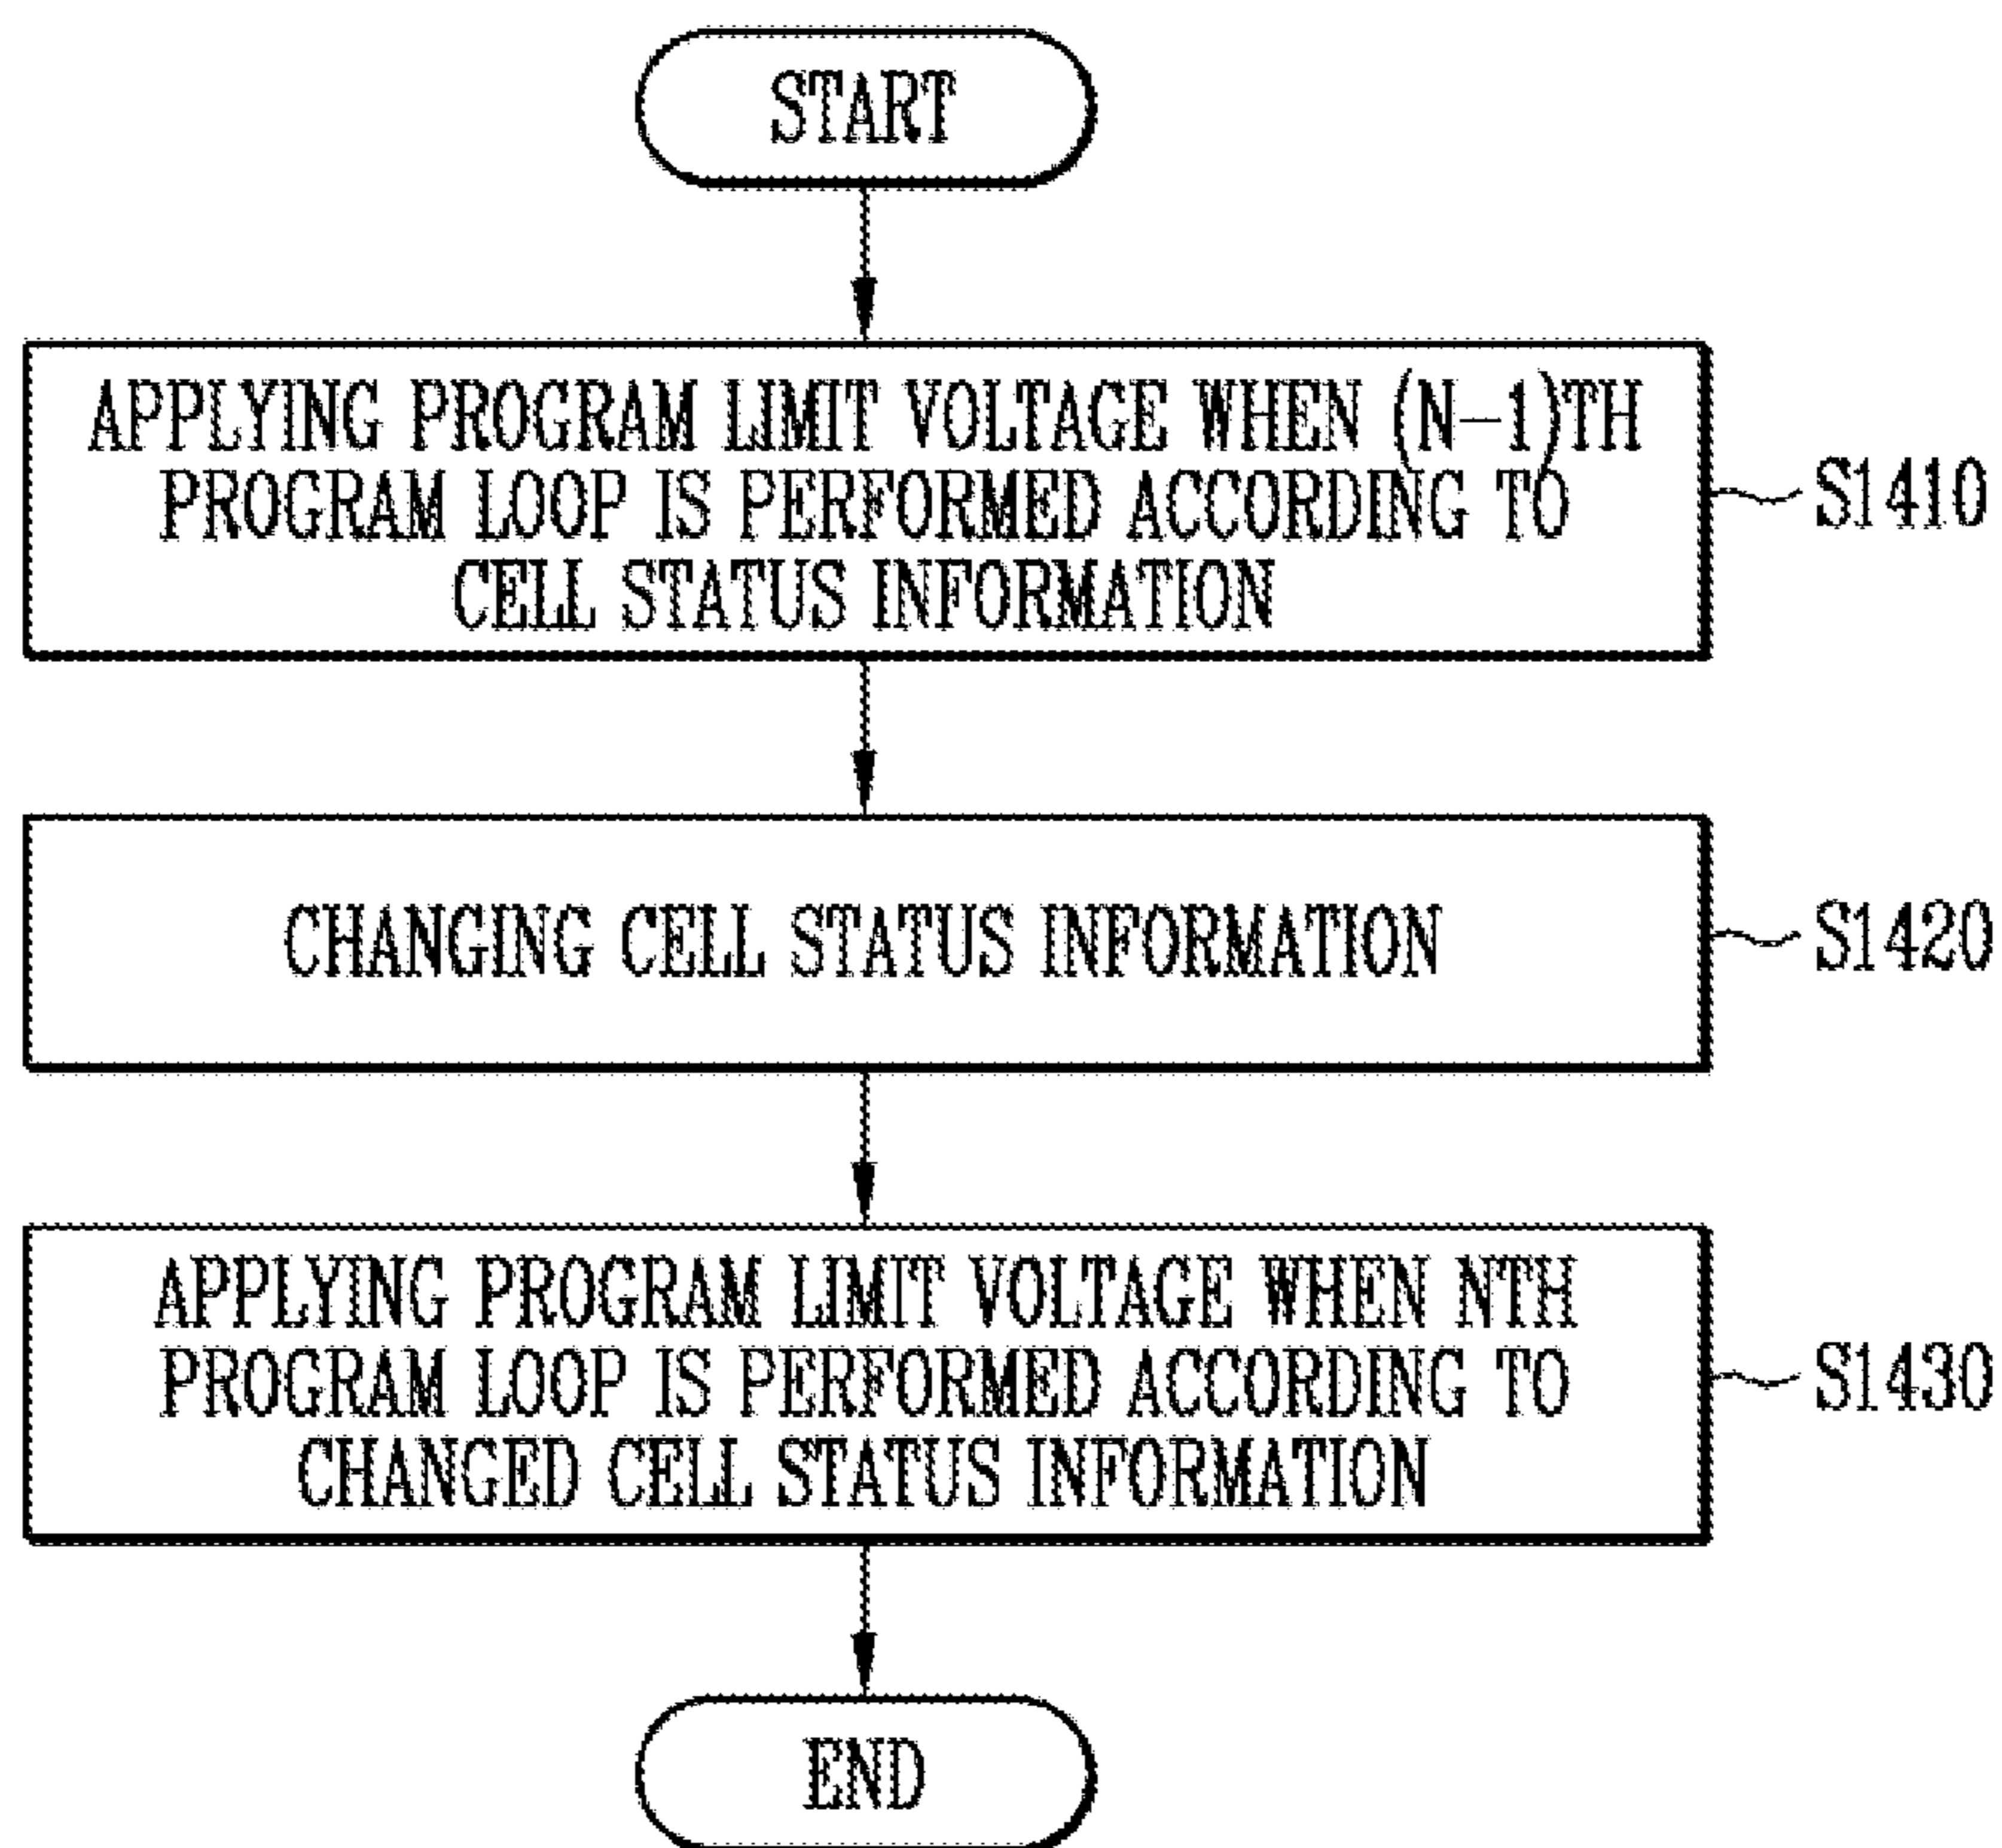 START
APPLYING PROGRAM LIMIT VOLTAGE WHEN (N-1)TH
PROGRAM LOOP IS PERFORMED ACCORDING TO
CELL STATUS INFORMATION
S1410
CHANGING CELL STATUS INFORMATION
S1420
APPLYING PROGRAM LIMIT VOLTAGE WHEN NTH
PROGRAM LOOP IS PERFORMED ACCORDING TO
CHANGED CELL STATUS INFORMATION
S1430
END